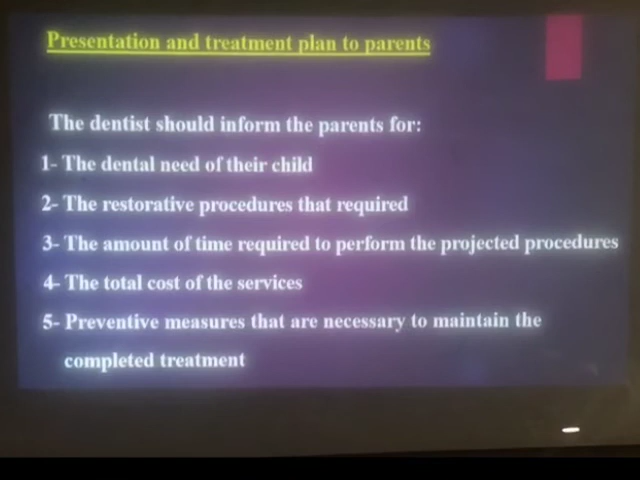 Presentation and treatment plan to parents
The dentist should inform the parents for:
1- The dental need of their child
2- The restorative procedures that required
3- The amount of time required to perform the projected procedures
4- The total cost of the services
5- Preventive measures that are necessary to maintain the
completed treatment